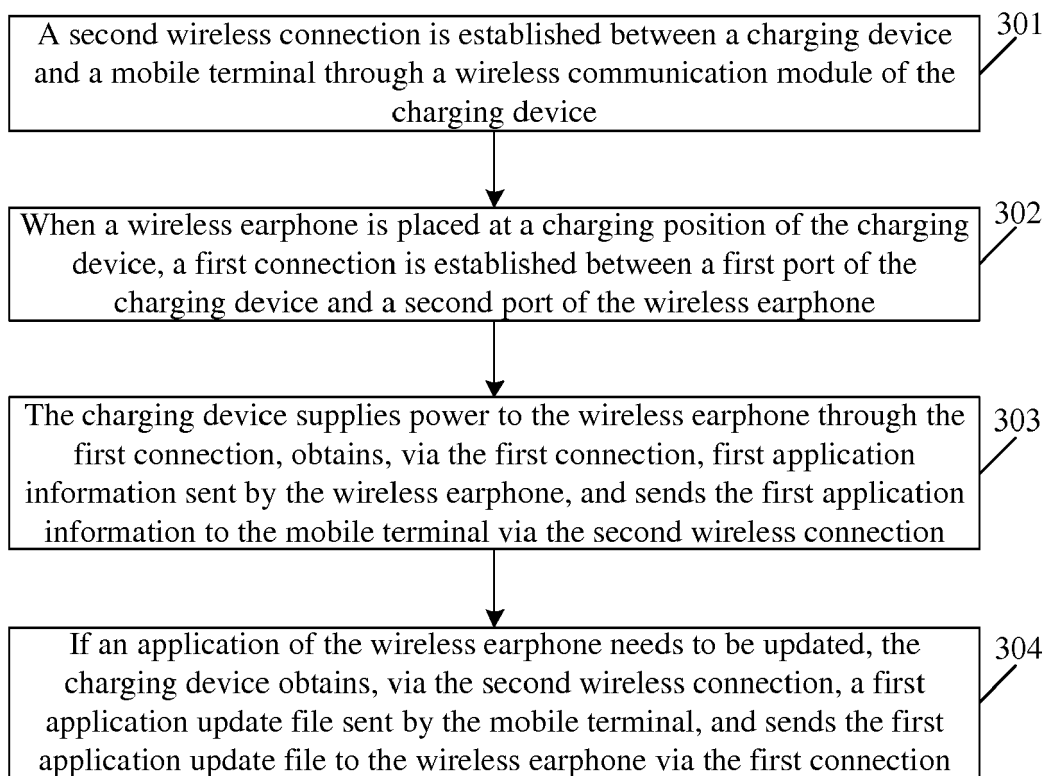 A second wireless connection is established between a charging device
and a mobile terminal through a wireless communication module of the
charging device
301
When a wireless earphone is placed at a charging position of the charging
device, a first connection is established between a first port of the
charging device and a second port of the wireless earphone
302
The charging device supplies power to the wireless earphone through the
first connection, obtains, via the first connection, first application
information sent by the wireless earphone, and sends the first application
information to the mobile terminal via the second wireless connection
303
If an application of the wireless earphone needs to be updated, the
charging device obtains, via the second wireless connection, a first
application update file sent by the mobile terminal, and sends the first
application update file to the wireless earphone via the first connection
304